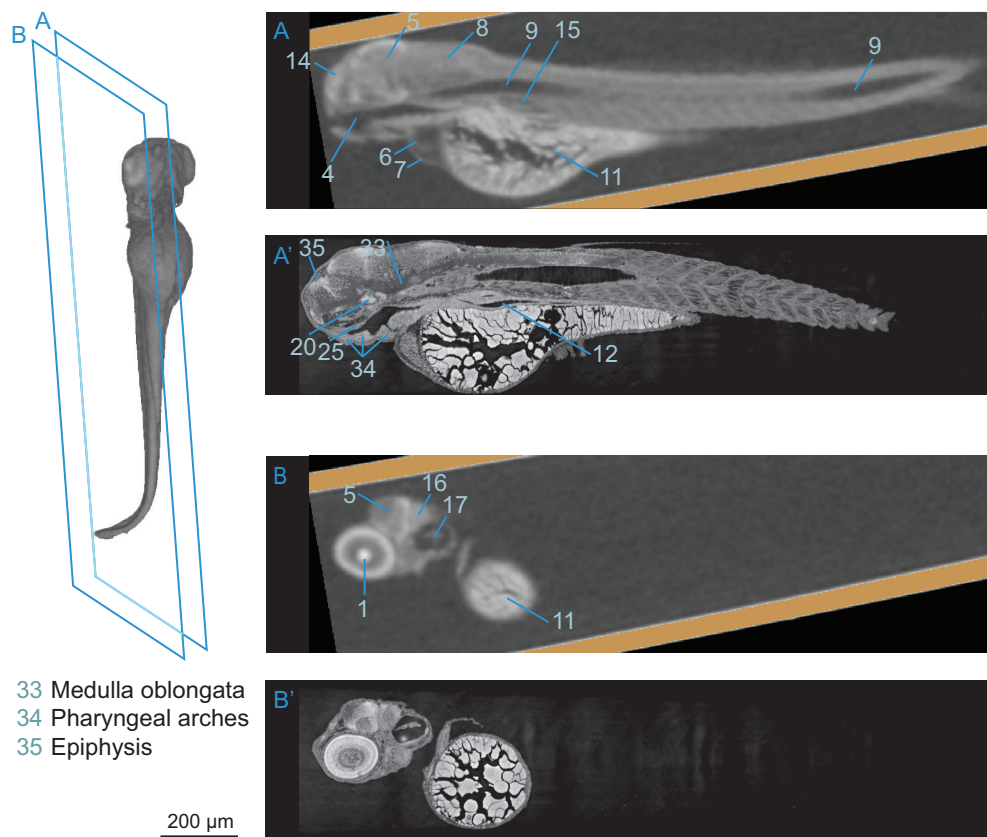 A
B
A
5
8
9
15
9
14
4
6
7
11
A’
35
33
20
25
34
12
B
5
16
17
1
11
33 Medulla oblongata
34 Pharyngeal arches
35 Epiphysis
B’
200 µm